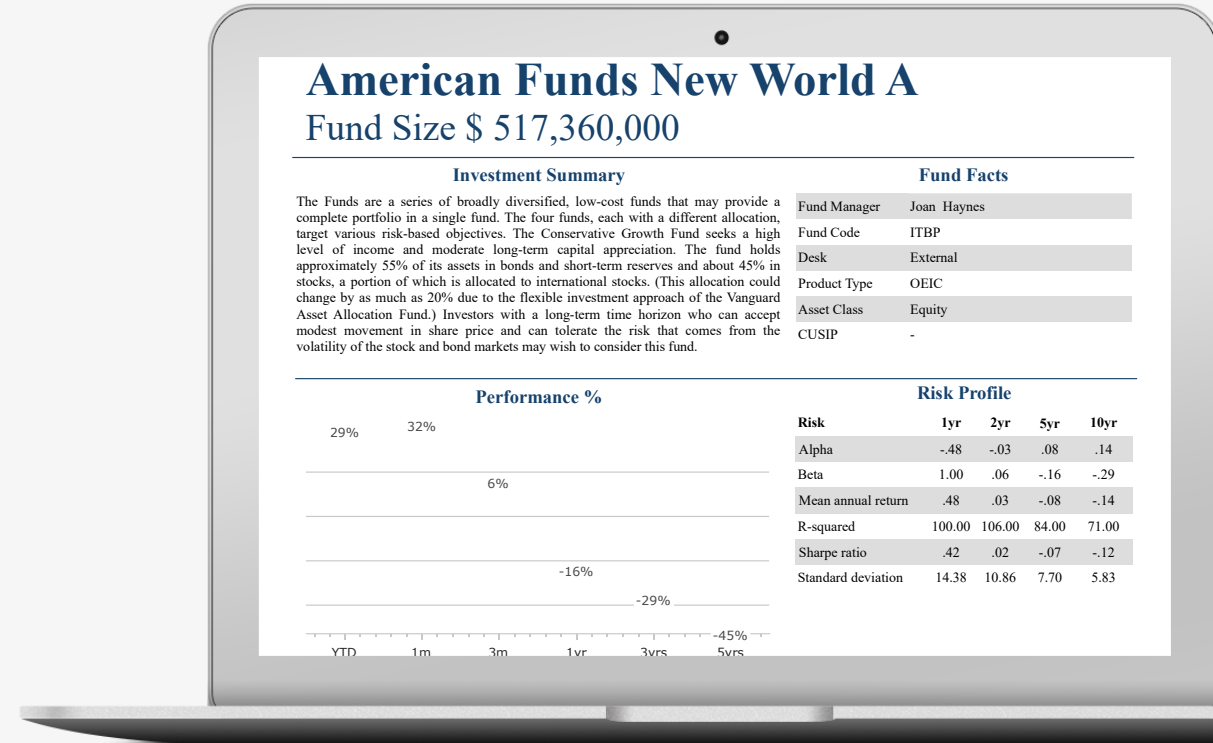 American Funds New World A
Fund Size $ 517,360,000
Investment Summary
The Funds are a series of broadly diversified, low-cost funds that may provide a
complete portfolio in a single fund. The four funds, each with a different allocation,
target various risk-based objectives. The Conservative Growth Fund seeks a high
level of income and moderate long-term capital appreciation. The fund holds
approximately 55% of its assets in bonds and short-term reserves and about 45% in
stocks, a portion of which is allocated to international stocks. (This allocation could
change by as much as 20% due to the flexible investment approach of the Vanguard
Asset Allocation Fund.) Investors with a long-term time horizon who can accept
modest movement in share price and can tolerate the risk that comes from the
volatility of the stock and bond markets may wish to consider this fund.
Fund Facts
Fund Manager Joan Haynes
Fund Code ITBP
Desk External
Product Type OEIC
Asset Class Equity
CUSIP -
Performance %
29% 32%
6%
-16%
-29%
-45%
YTD 1m 3m 1yr 3yrs 5yrs
Risk Profile
Risk 1yr 2yr 5yr 10yr
Alpha -.48 -.03 .08 .14
Beta 1.00 .06 -.16 -.29
Mean annual return .48 .03 -.08 -.14
R-squared 100.00 106.00 84.00 71.00
Sharpe ratio .42 .02 -.07 -.12
Standard deviation 14.38 10.86 7.70 5.83